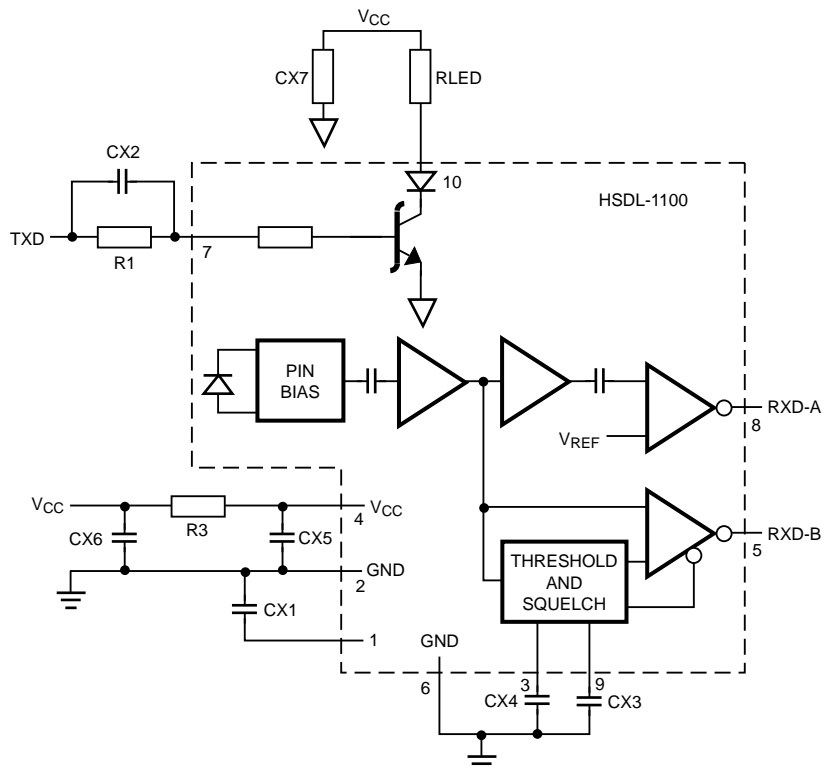 VCC
CX7
RLED
CX2
10
HSDL-1100
TXD
7
R1
PIN
BIAS
RXD-A
8
VREF
VCC
VCC
4
R3
CX6
CX5
RXD-B
5
THRESHOLD
AND
SQUELCH
GND
2
CX1
1
GND
6
3
9
CX4
CX3